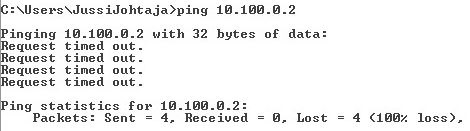 C:\Users\JussiJohtaja>ping 10.100.0.2
Pinging 10.100.0.2 with 32 bytes of data:
Request timed out.
Request timed out.
Request timed out.
Request timed out.
Ping statistics for 10.100.0.2:
Packets: Sent = 4, Received = 0, Lost = 4 (100% loss),